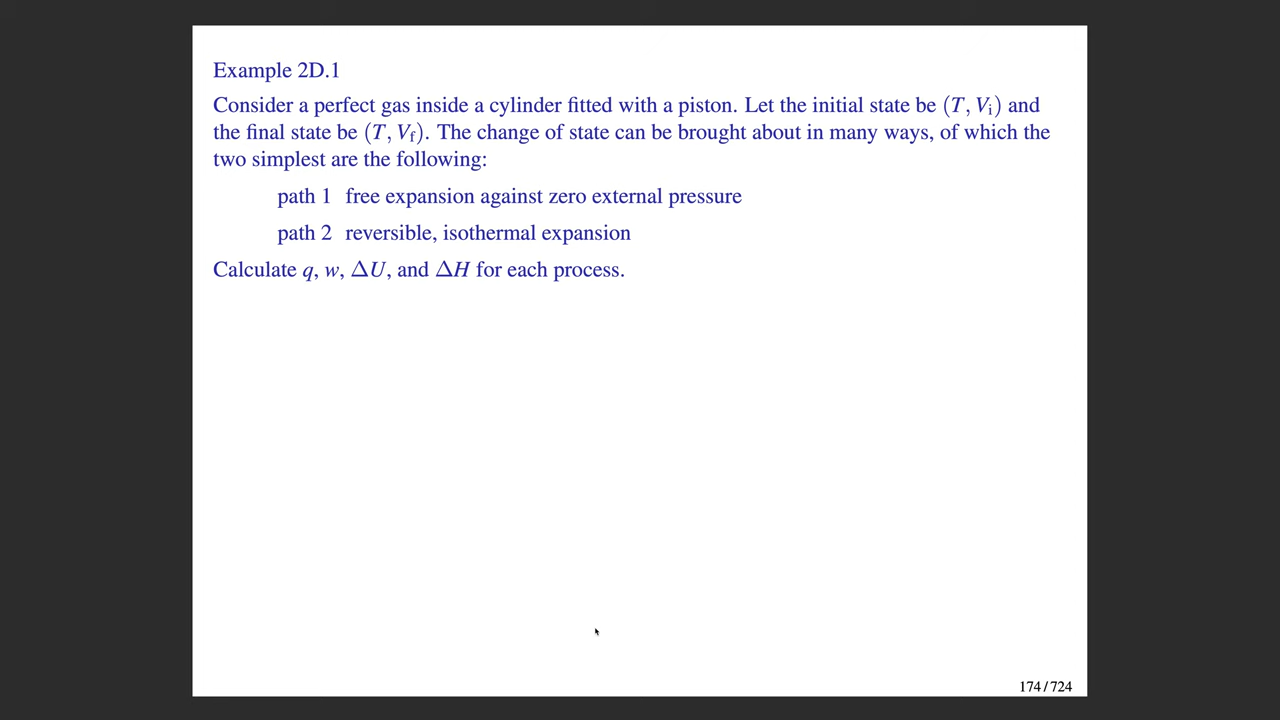 Example 2D.1
Consider a perfect gas inside a cylinder fitted with a piston. Let the initial state be (T, Vᵢ) and
the final state be (T, V_f). The change of state can be brought about in many ways, of which the
two simplest are the following:
path 1 free expansion against zero external pressure
path 2 reversible, isothermal expansion
Calculate q, w, ΔU, and ΔH for each process.
174 / 724